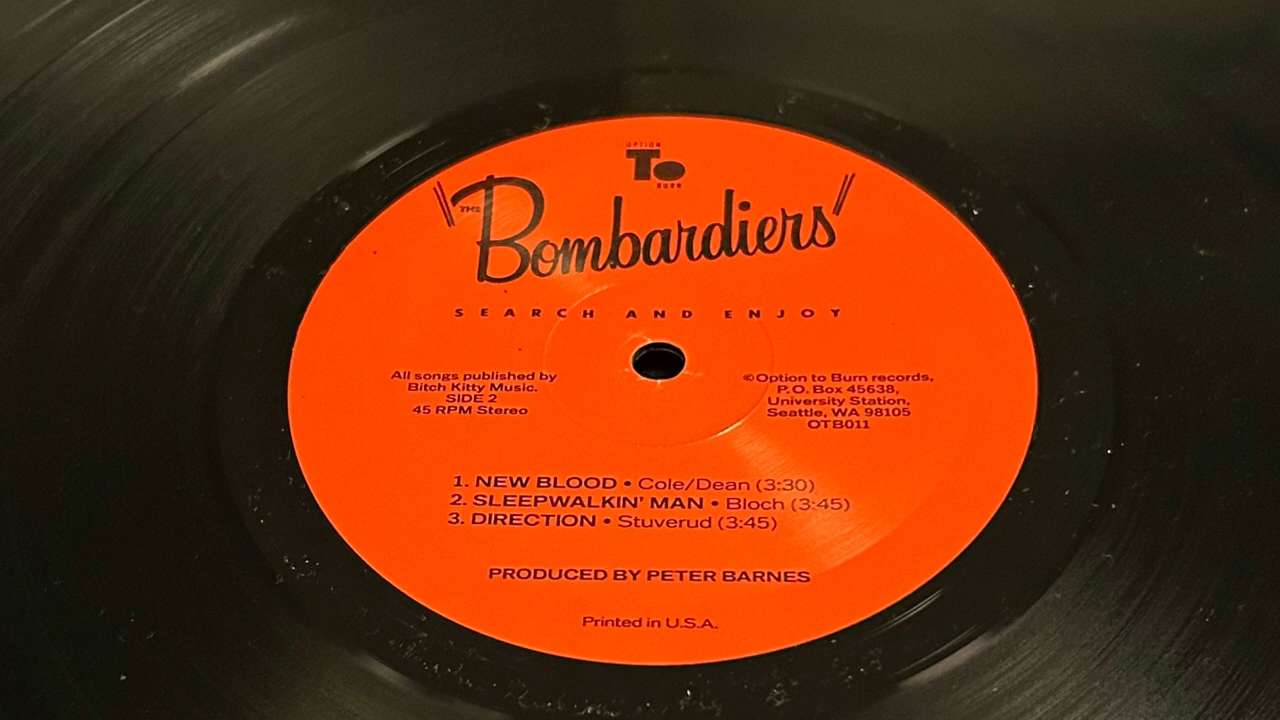 OPTION
To
BURN
THE
Bombardiers
SEARCH AND ENJOY
All songs published by
Bitch Kitty Music.
SIDE 2
45 RPM Stereo
©Option to Burn records,
P.O. Box 45638,
University Station,
Seattle, WA 98105
OTB011
1. NEW BLOOD • Cole/Dean (3:30)
2. SLEEPWALKIN' MAN • Bloch (3:45)
3. DIRECTION • Stuverud (3:45)
PRODUCED BY PETER BARNES
Printed in U.S.A.